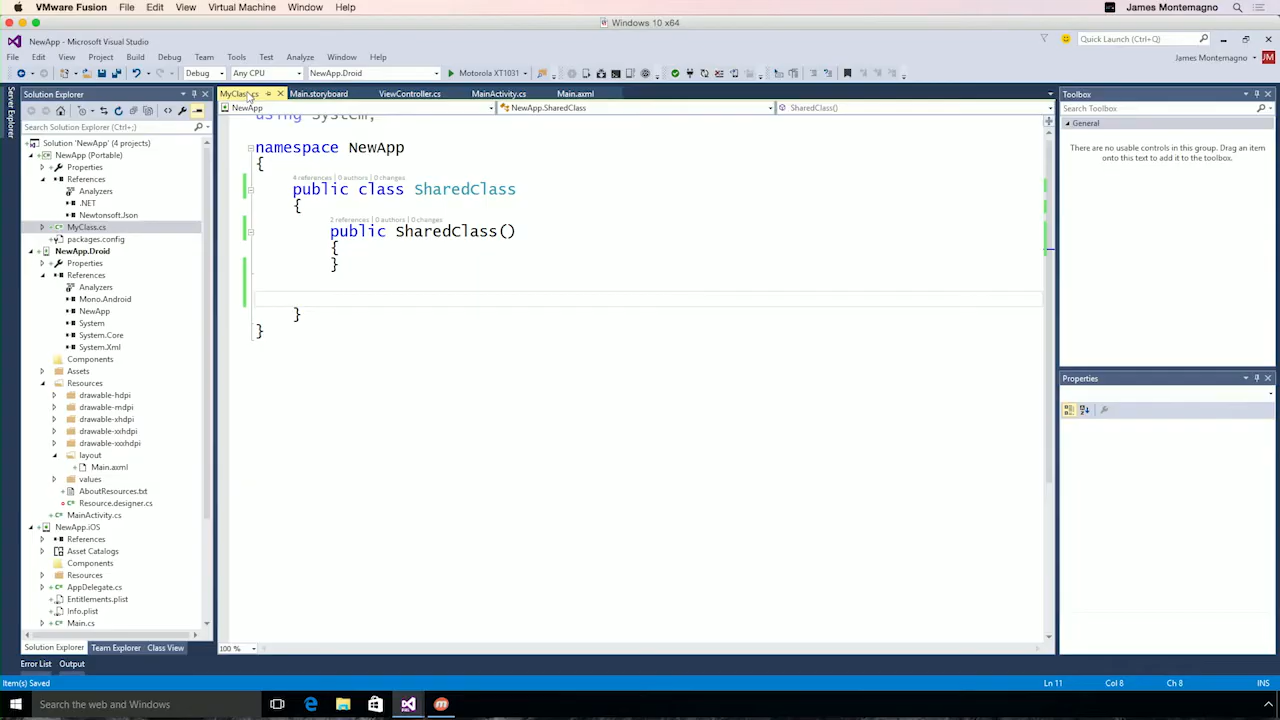 VMware Fusion File Edit View Virtual Machine Window Help James Montemagno
Windows 10 x64
NewApp - Microsoft Visual Studio Quick Launch (Ctrl+Q)
File Edit View Project Build Debug Team Tools Test Analyze Window Help James Montemagno JM
Debug Any CPU NewApp.Droid Motorola XT1031
Server Explorer
Solution Explorer
Search Solution Explorer (Ctrl+;)
Solution 'NewApp' (4 projects)
NewApp (Portable)
Properties
References
Analyzers
.NET
Newtonsoft.Json
MyClass.cs
packages.config
NewApp.Droid
Properties
References
Analyzers
Mono.Android
NewApp
System
System.Core
System.Xml
Components
Assets
Resources
drawable-hdpi
drawable-mdpi
drawable-xhdpi
drawable-xxhdpi
drawable-xxxhdpi
layout
Main.axml
values
AboutResources.txt
Resource.designer.cs
MainActivity.cs
NewApp.iOS
References
Asset Catalogs
Components
Resources
AppDelegate.cs
Entitlements.plist
Info.plist
Main.cs
Solution Explorer Team Explorer Class View
MyClass.cs Main.storyboard ViewController.cs MainActivity.cs Main.axml
NewApp NewApp.SharedClass SharedClass()
using System;
namespace NewApp
{
4 references | 0 authors | 0 changes
public class SharedClass
{
2 references | 0 authors | 0 changes
public SharedClass()
{
}
}
}
100 %
Toolbox
Search Toolbox
General
There are no usable controls in this group. Drag an item
onto this text to add it to the toolbox.
Properties
Error List Output
Item(s) Saved Ln 11 Col 8 Ch 8 INS
Search the Web and Windows